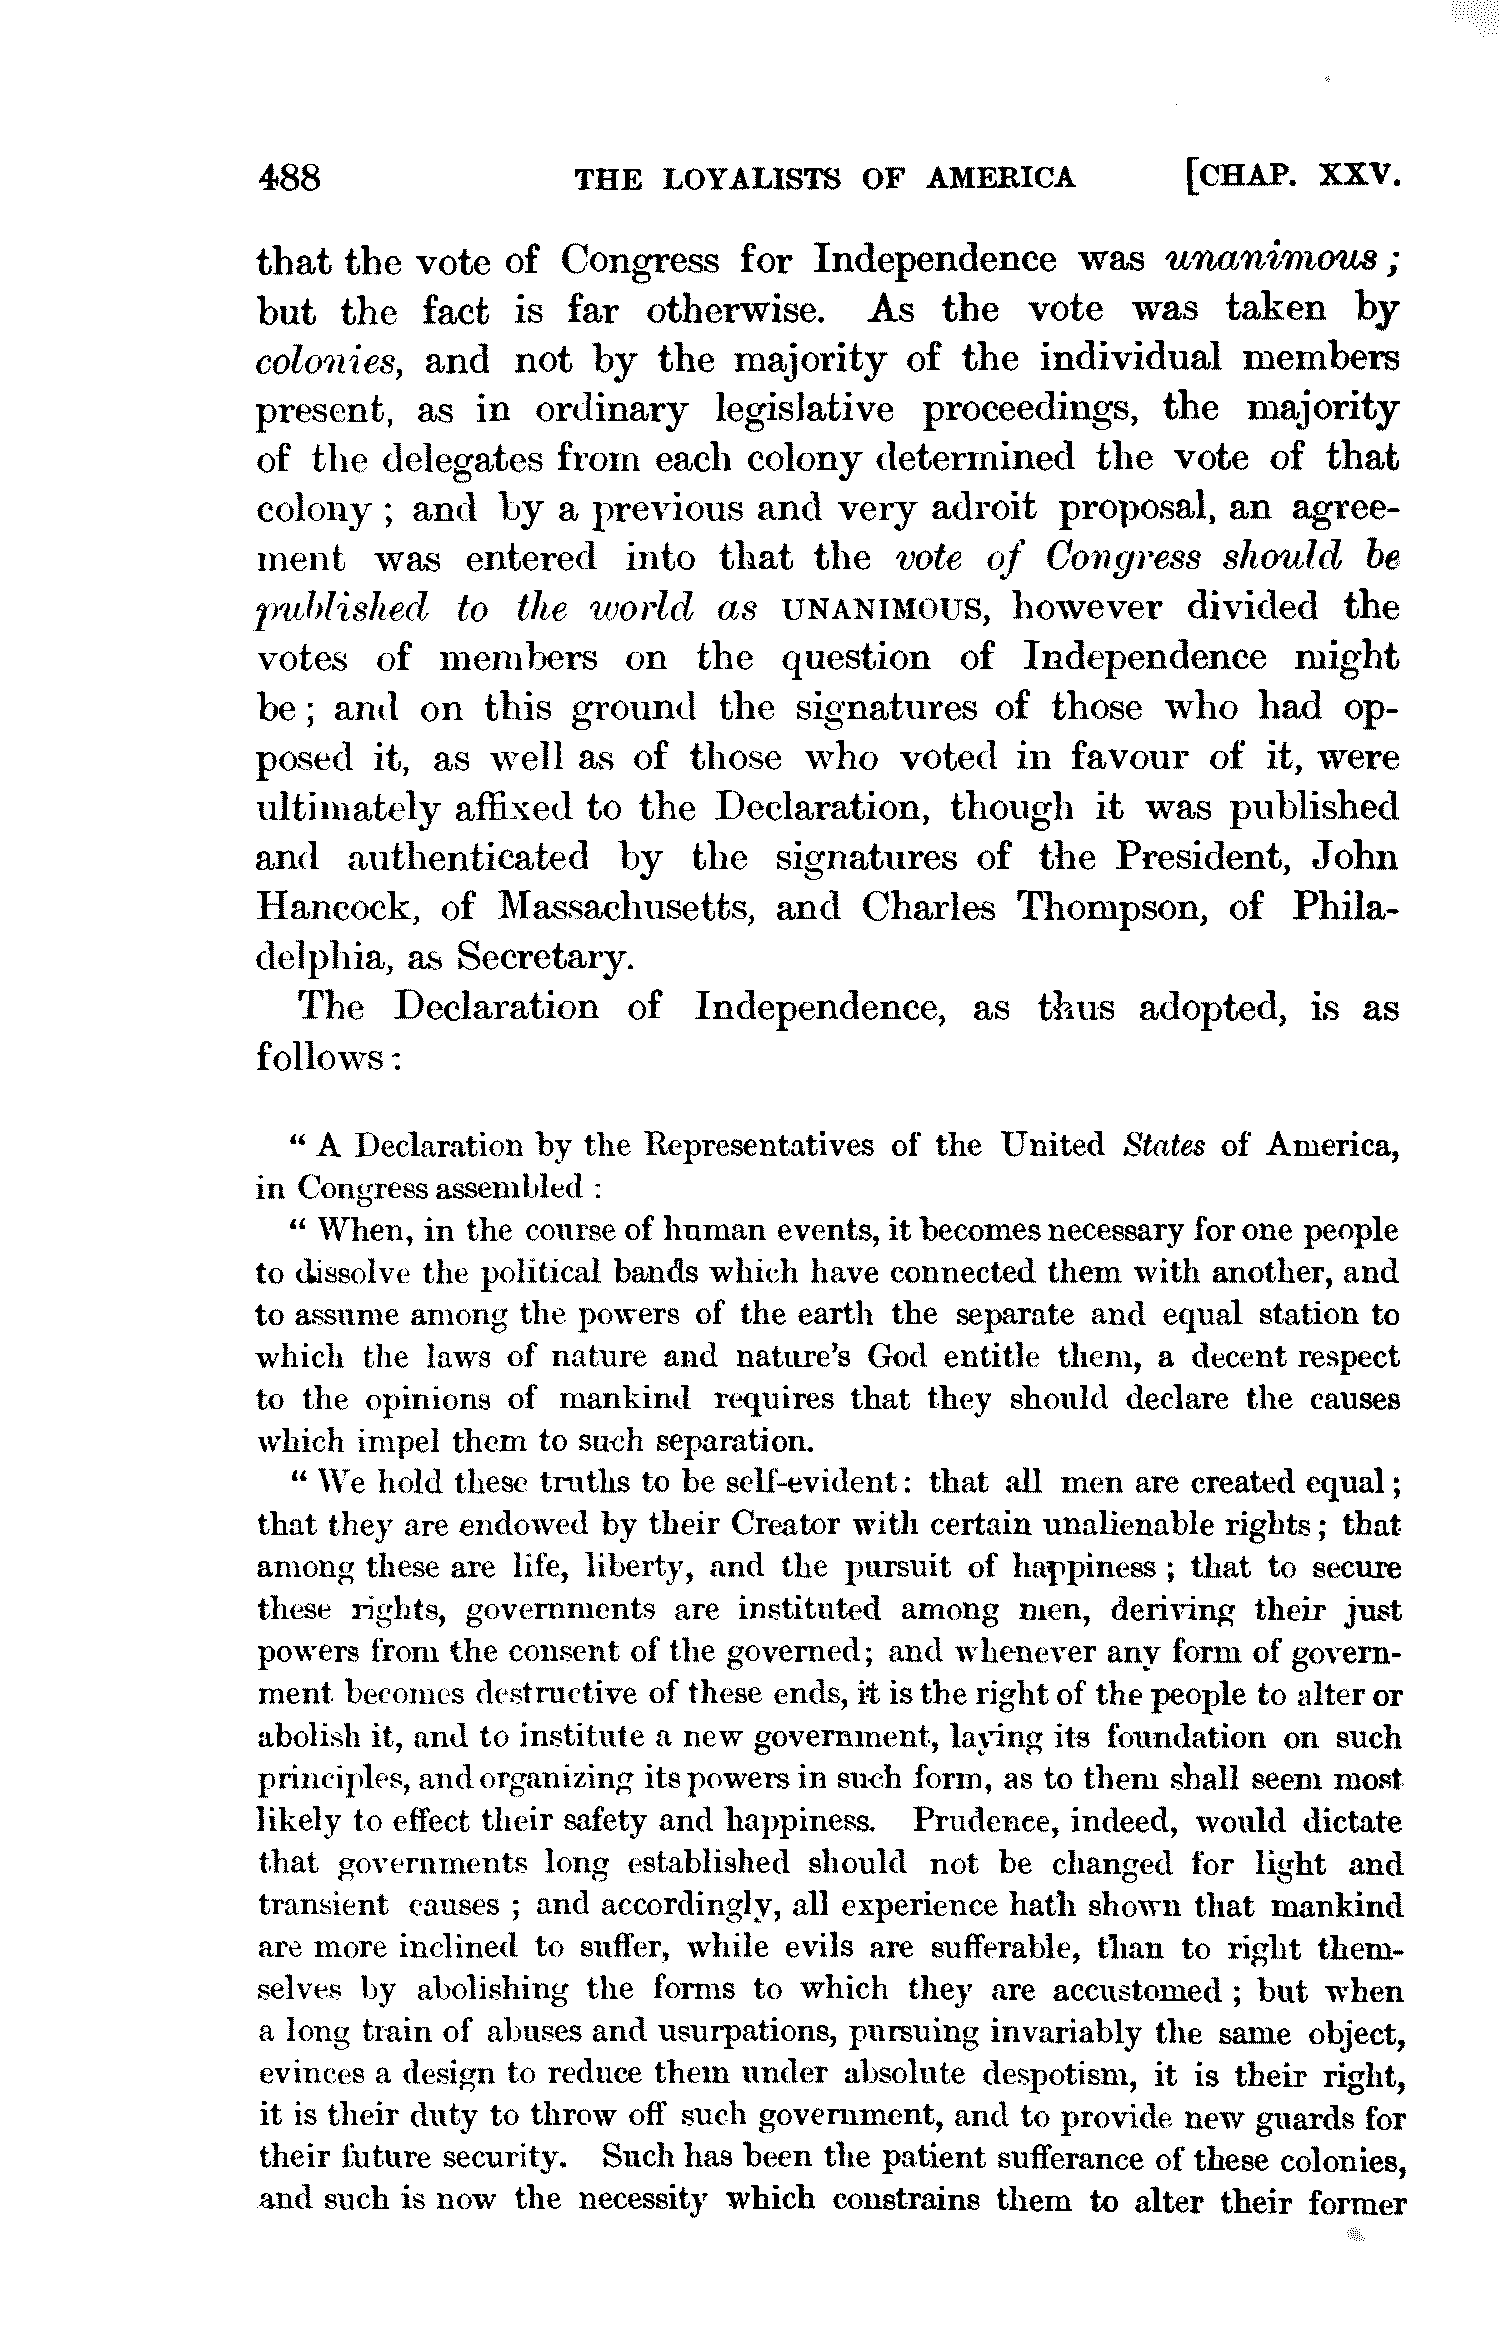 488 THE LOYALISTS OF AMERICA [CHAP. XXV.
that the vote of Congress for Independence was unanimous;
but the fact is far otherwise. As the vote was taken by
colonies, and not by the majority of the individual members
present, as in ordinary legislative proceedings, the majority
of the delegates from each colony determined the vote of that
colony; and by a previous and very adroit proposal, an agree-
ment was entered into that the vote of Congress should be
published to the world as UNANIMOUS, however divided the
votes of members on the question of Independence might
be; and on this ground the signatures of those who had op-
posed it, as well as of those who voted in favour of it, were
ultimately affixed to the Declaration, though it was published
and authenticated by the signatures of the President, John
Hancock, of Massachusetts, and Charles Thompson, of Phila-
delphia, as Secretary.
The Declaration of Independence, as thus adopted, is as
follows:
"A Declaration by the Representatives of the United States of America,
in Congress assembled:
"When, in the course of human events, it becomes necessary for one people
to dissolve the political bands which have connected them with another, and
to assume among the powers of the earth the separate and equal station to
which the laws of nature and nature's God entitle them, a decent respect
to the opinions of mankind requires that they should declare the causes
which impel them to such separation.
"We hold these truths to be self-evident: that all men are created equal;
that they are endowed by their Creator with certain unalienable rights; that
among these are life, liberty, and the pursuit of happiness; that to secure
these rights, governments are instituted among men, deriving their just
powers from the consent of the governed; and whenever any form of govern-
ment becomes destructive of these ends, it is the right of the people to alter or
abolish it, and to institute a new government, laying its foundation on such
principles, and organizing its powers in such form, as to them shall seem most
likely to effect their safety and happiness. Prudence, indeed, would dictate
that governments long established should not be changed for light and
transient causes; and accordingly, all experience hath shown that mankind
are more inclined to suffer, while evils are sufferable, than to right them-
selves by abolishing the forms to which they are accustomed; but when
a long train of abuses and usurpations, pursuing invariably the same object,
evinces a design to reduce them under absolute despotism, it is their right,
it is their duty to throw off such government, and to provide new guards for
their future security. Such has been the patient sufferance of these colonies,
and such is now the necessity which constrains them to alter their former